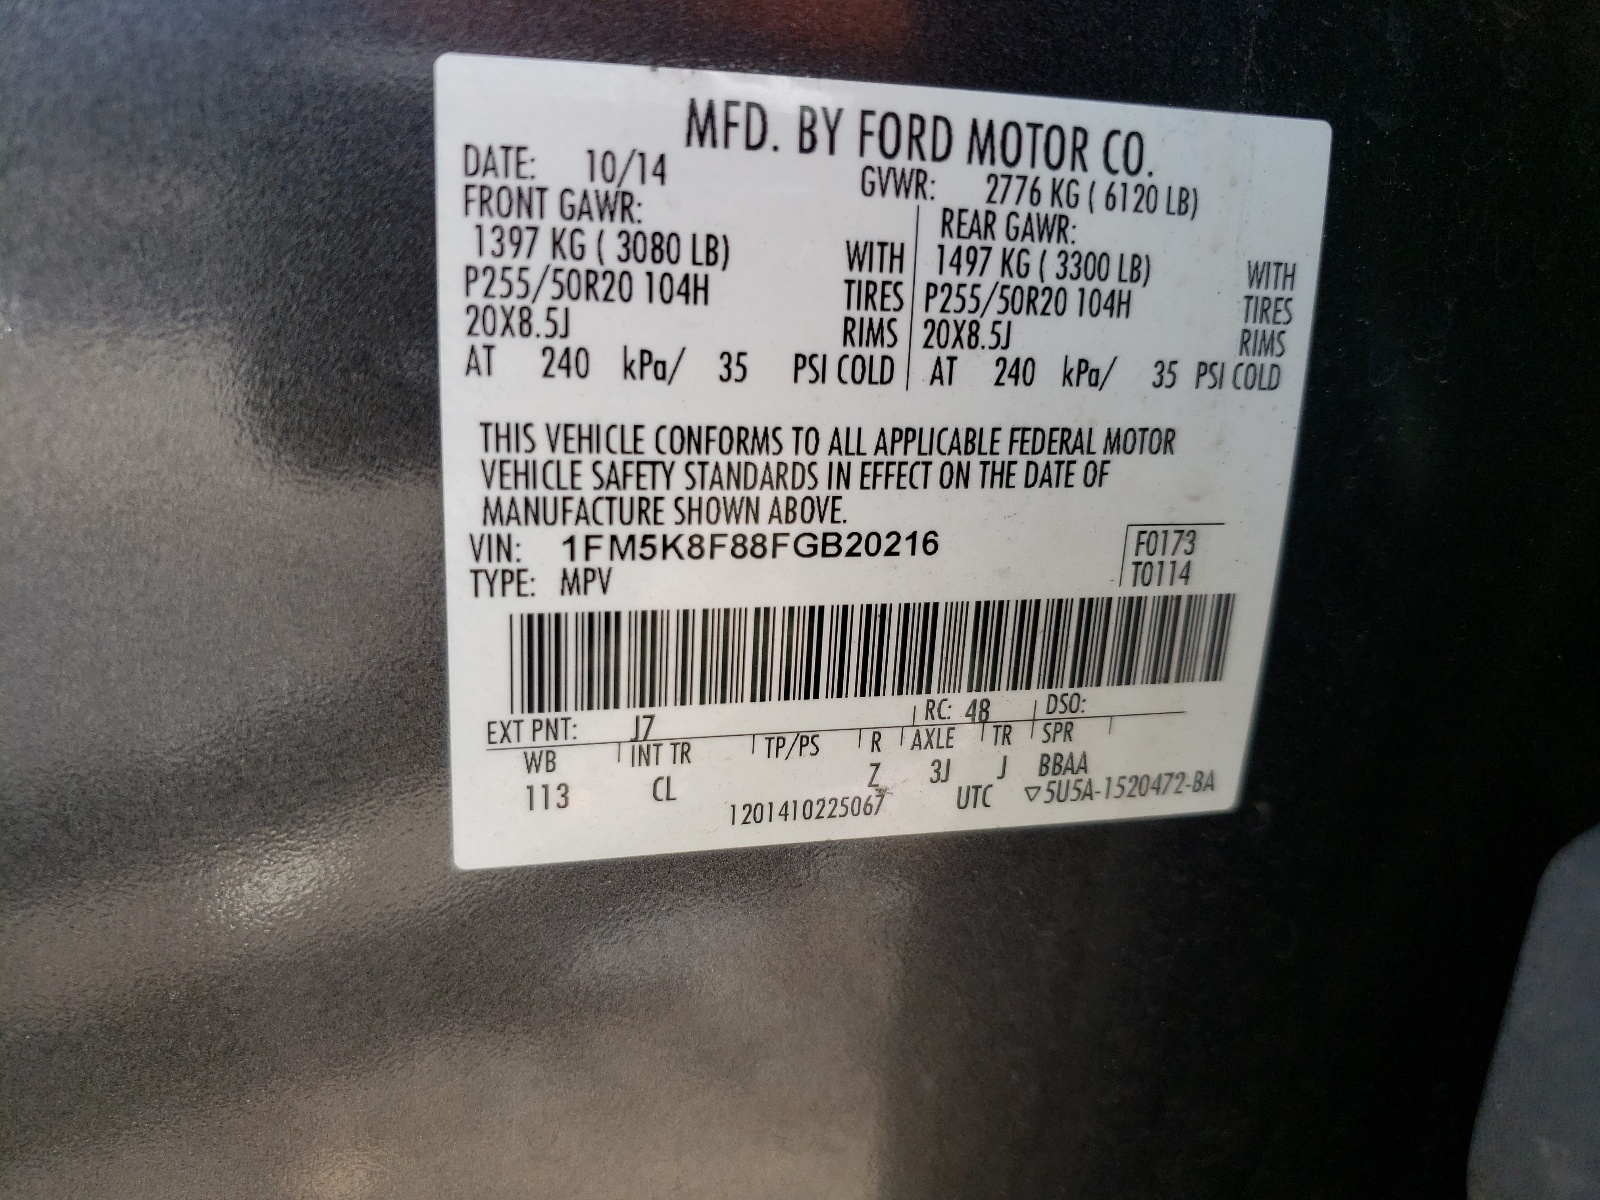 MFD. BY FORD MOTOR CO.
DATE: 10/14 GVWR: 2776 KG ( 6120 LB)
FRONT GAWR: REAR GAWR:
1397 KG ( 3080 LB) WITH 1497 KG ( 3300 LB) WITH
P255/50R20 104H TIRES P255/50R20 104H TIRES
20X8.5J RIMS 20X8.5J RIMS
AT 240 kPa/ 35 PSI COLD AT 240 kPa/ 35 PSI COLD
THIS VEHICLE CONFORMS TO ALL APPLICABLE FEDERAL MOTOR
VEHICLE SAFETY STANDARDS IN EFFECT ON THE DATE OF
MANUFACTURE SHOWN ABOVE.
VIN: 1FM5K8F88FGB20216 F0173
TYPE: MPV T0114
EXT PNT: J7 RC: 48 DSO:
WB INT TR TP/PS R AXLE TR SPR
113 CL Z 3J J BBAA
1201410225067 UTC ▽5U5A-1520472-BA